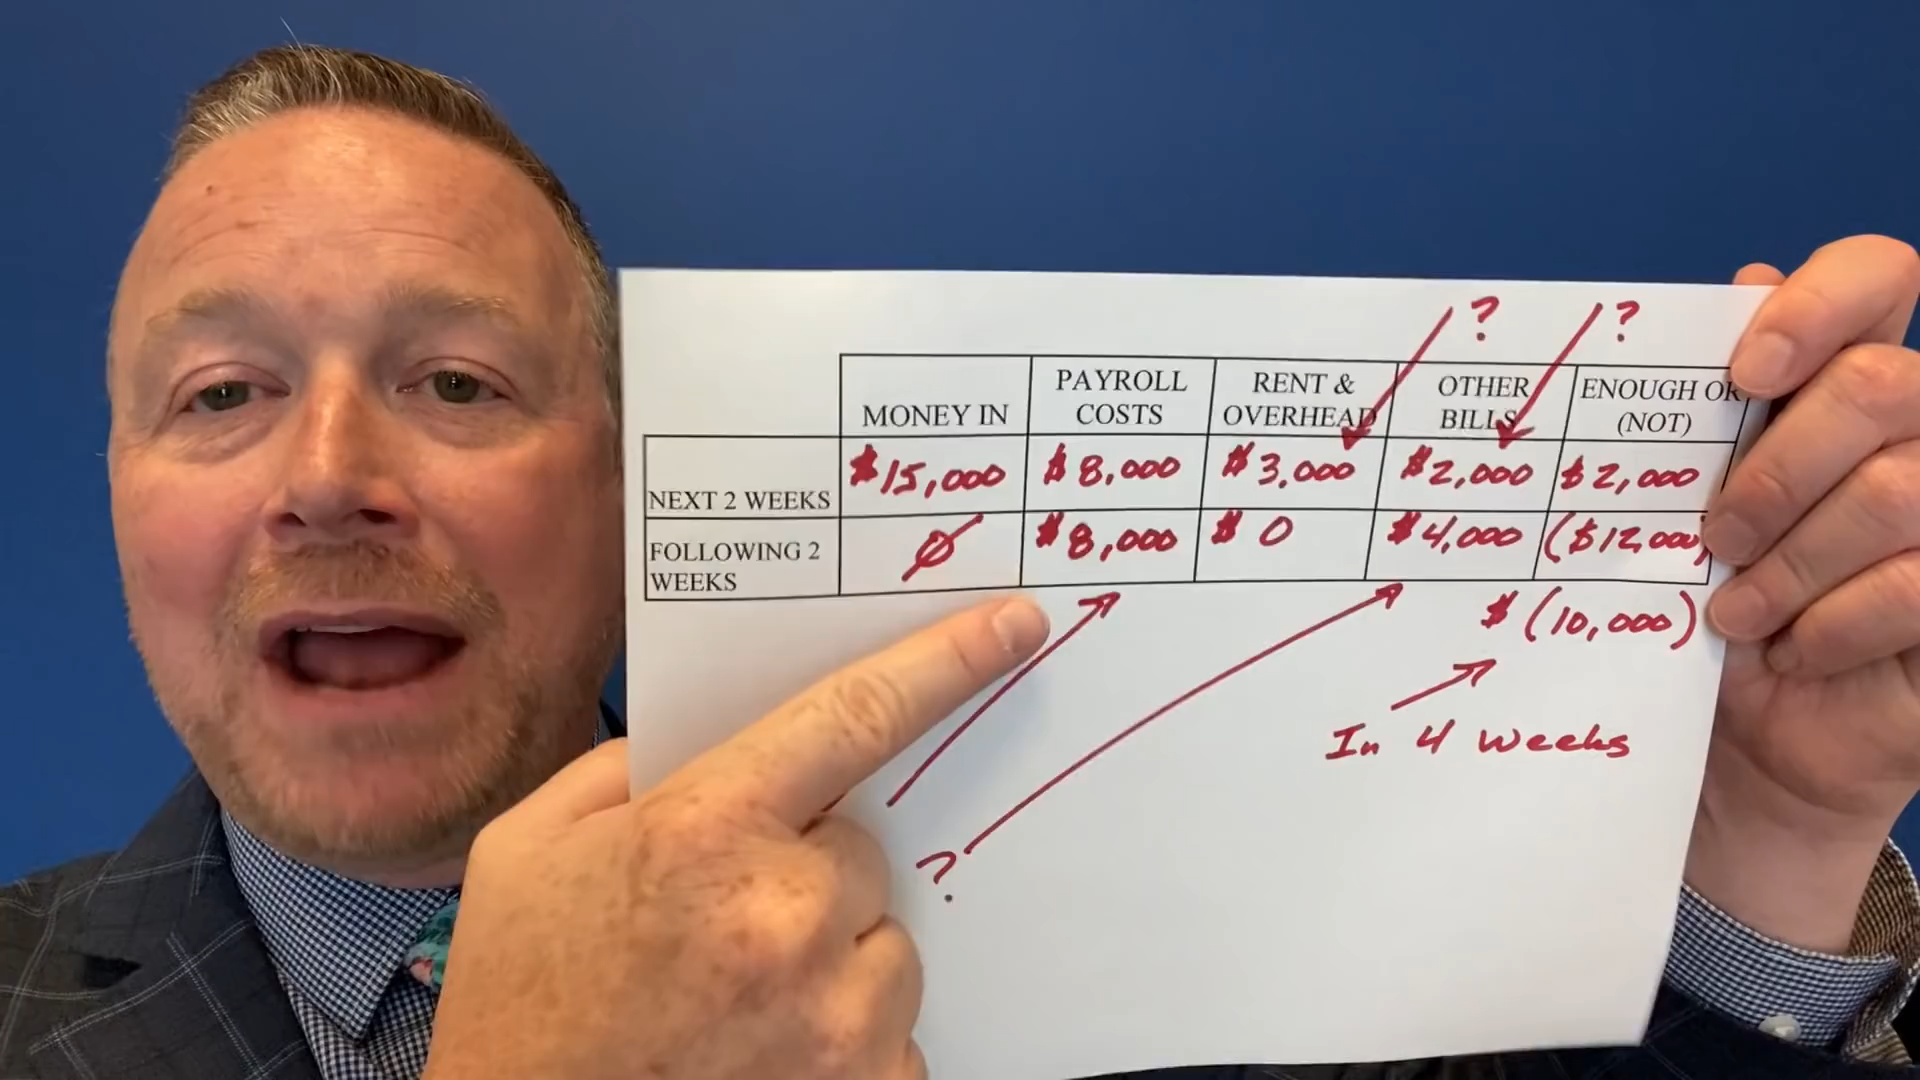 ? ?
MONEY IN PAYROLL COSTS RENT & OVERHEAD OTHER BILLS ENOUGH OR (NOT)
NEXT 2 WEEKS $15,000 $8,000 $3,000 $2,000 $2,000
FOLLOWING 2 WEEKS Ø $8,000 $0 $4,000 ($12,000)
$(10,000)
In 4 weeks
?